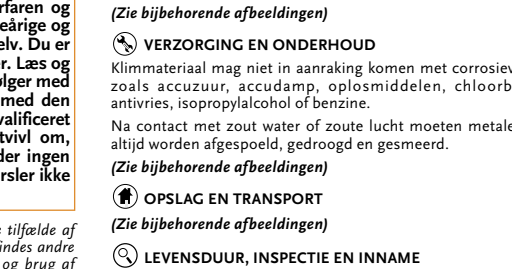 rfaren og
eårige og
elv. Du er
r. Læs og
ølger med
med den
valificeret
tvivl om,
der ingen
rsler ikke
e tilfælde af
findes andre
og brug af
(Zie bijbehorende afbeeldingen)
VERZORGING EN ONDERHOUD
Klimmateriaal mag niet in aanraking komen met corrosiev
zoals accuzuur, accudamp, oplosmiddelen, chloorb
antivries, isopropylalcohol of benzine.
Na contact met zout water of zoute lucht moeten metale
altijd worden afgespoeld, gedroogd en gesmeerd.
(Zie bijbehorende afbeeldingen)
OPSLAG EN TRANSPORT
(Zie bijbehorende afbeeldingen)
LEVENSDUUR, INSPECTIE EN INNAME